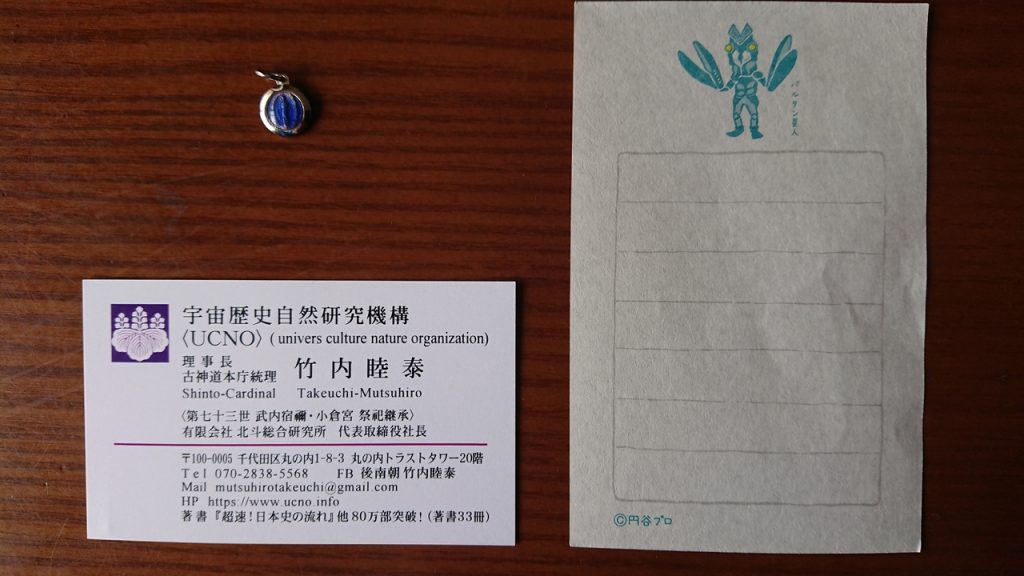 宇宙歴史自然研究機構
〈UCNO〉 ( univers culture nature organization)
理事長
古神道本庁統理 竹内睦泰
Shinto-Cardinal Takeuchi-Mutsuhiro
〈第七十三世 武内宿禰・小倉宮 祭祀継承〉
有限会社 北斗総合研究所 代表取締役社長
〒100-0005 千代田区丸の内1-8-3 丸の内トラストタワー20階
Tel 070-2838-5568 FB 後南朝 竹内睦泰
Mail mutsuhirotakeuchi@gmail.com
HP https://www.ucno.info
著書『超速！日本史の流れ』他80万部突破！（著書33冊）
バルタン星人
©円谷プロ